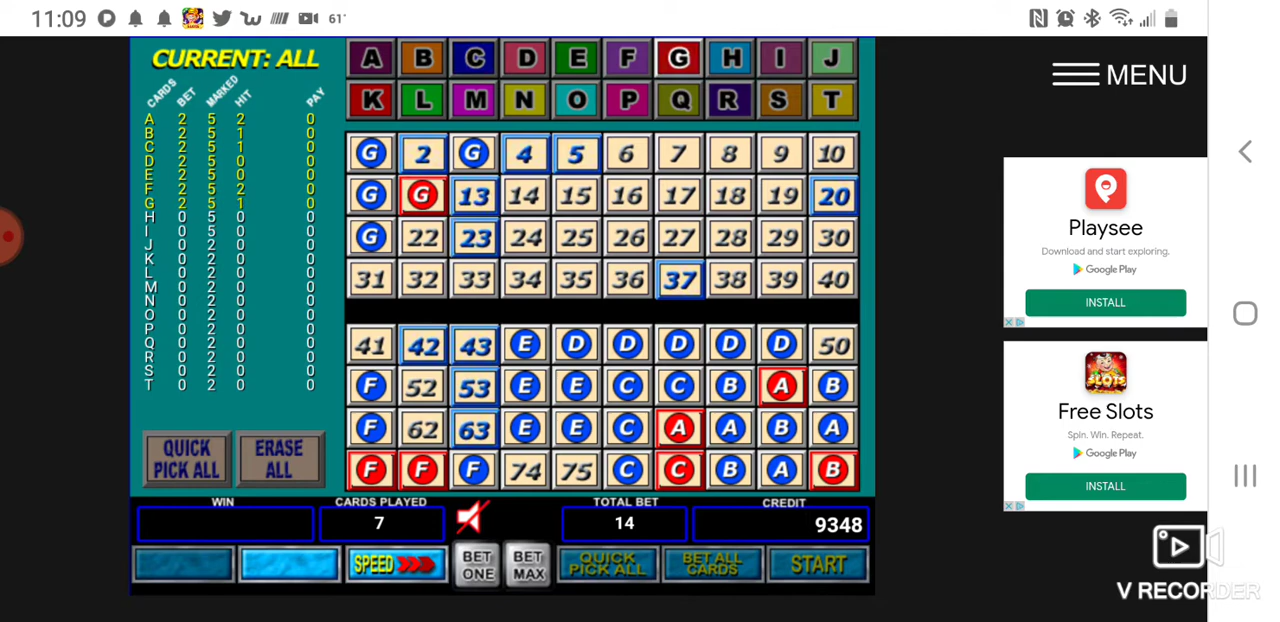 11:09 61°
CURRENT: ALL
MENU
CARDS BET MARKED HIT PAY
A 2 5 2 0
B 2 5 1 0
C 2 5 1 0
D 2 5 0 0
E 2 5 0 0
F 2 5 2 0
G 2 5 1 0
H 0 5 0 0
I 0 5 0 0
J 0 2 0 0
K 0 2 0 0
L 0 2 0 0
M 0 2 0 0
N 0 2 0 0
O 0 2 0 0
P 0 2 0 0
Q 0 2 0 0
R 0 2 0 0
S 0 2 0 0
T 0 2 0 0
QUICK
PICK ALL
ERASE
ALL
A B C D E F G H I J
K L M N O P Q R S T
G 2 G 4 5 6 7 8 9 10
G G 13 14 15 16 17 18 19 20
G 22 23 24 25 26 27 28 29 30
31 32 33 34 35 36 37 38 39 40
41 42 43 E D D D D D 50
F 52 53 E E C C B A B
F 62 63 E E C A A B A
F F F 74 75 C C B A B
WIN CARDS PLAYED TOTAL BET CREDIT
7 14 9348
SPEED
BET
ONE
BET
MAX
QUICK
PICK ALL
BET ALL
CARDS
START
Playsee
Download and start exploring.
Google Play
INSTALL
Free Slots
Spin. Win. Repeat.
Google Play
INSTALL
V RECORDER